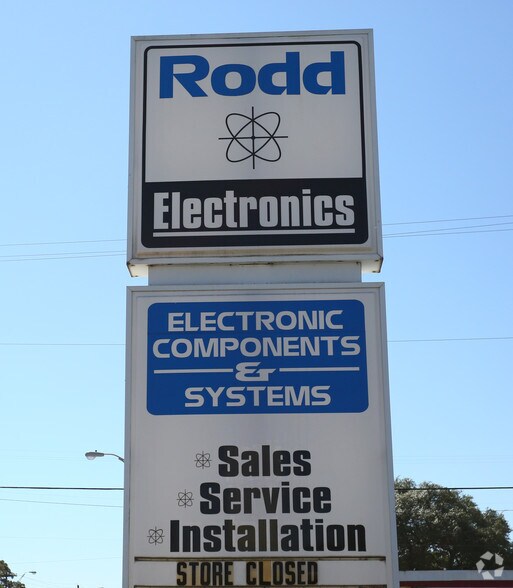 Rodd
Electronics
ELECTRONIC
COMPONENTS
&
SYSTEMS
Sales
Service
Installation
STORE CLOSED